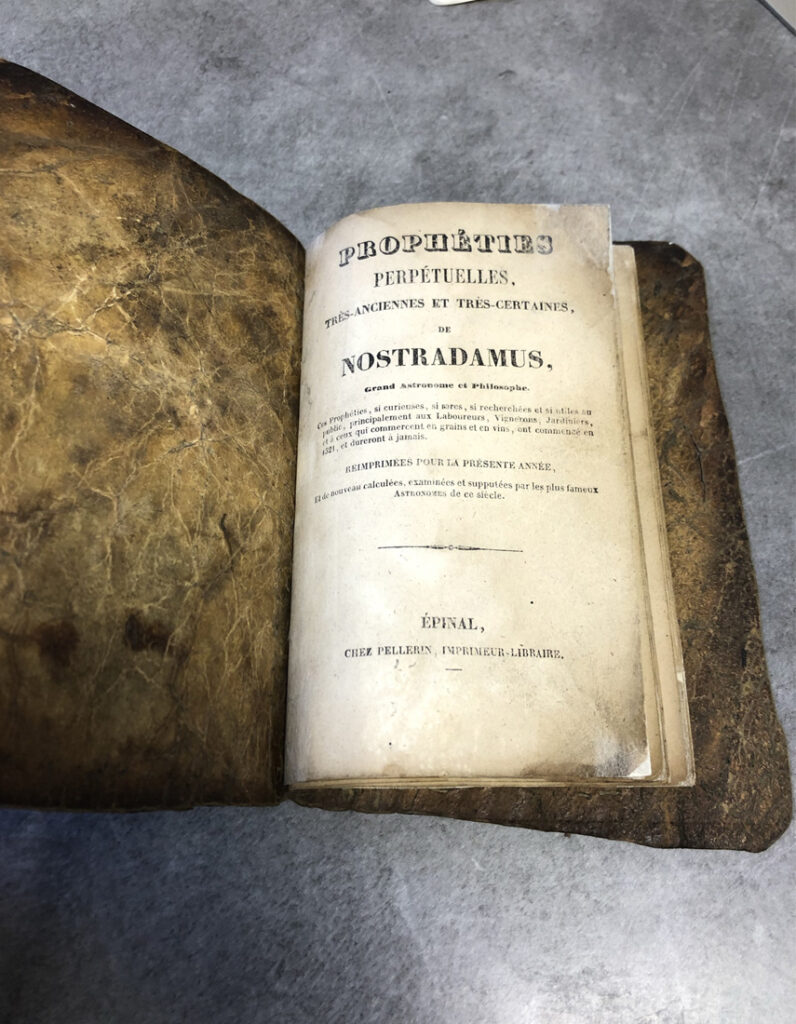 PROPHÉTIES
PERPÉTUELLES,
TRÈS-ANCIENNES ET TRÈS-CERTAINES,
DE
NOSTRADAMUS,
Grand Astronome et Philosophe.
Ces Prophéties, si curieuses, si rares, si recherchées et si utiles au
public, principalement aux Laboureurs, Vignerons, Jardiniers,
et à ceux qui commercent en grains et en vins, ont commencé en
1521, et dureront à jamais.
REIMPRIMÉES POUR LA PRÉSENTE ANNÉE,
Et de nouveau calculées, examinées et supputées par les plus fameux
ASTRONOMES de ce siècle.
ÉPINAL,
CHEZ PELLERIN, IMPRIMEUR-LIBRAIRE.